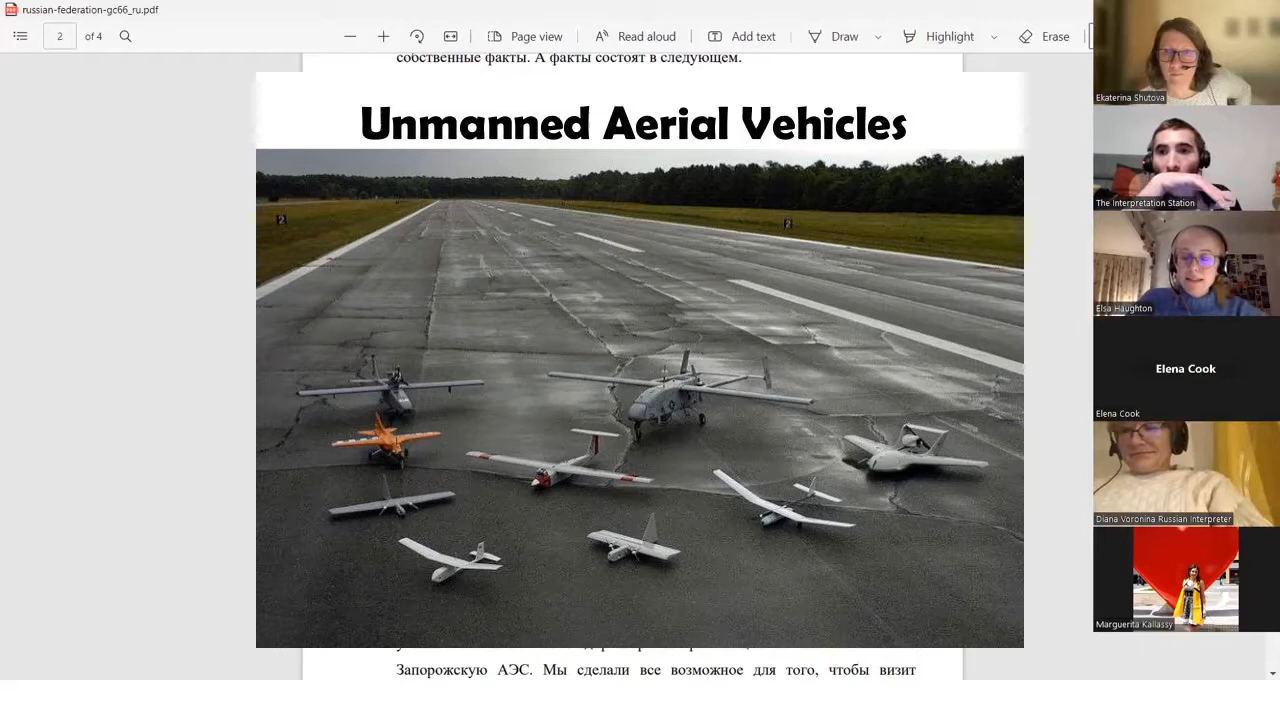 russian-federation-gc66_ru.pdf
2 of 4
Page view
Read aloud
Add text
Draw
Highlight
Erase
собственные факты. А факты состоят в следующем.
Unmanned Aerial Vehicles
2
2
Запорожскую АЭС. Мы сделали все возможное для того, чтобы визит
Ekaterina Shutova
The Interpretation Station
Elsa Haughton
Elena Cook
Elena Cook
Diana Voronina Russian Interpreter
Marguerita Kallassy